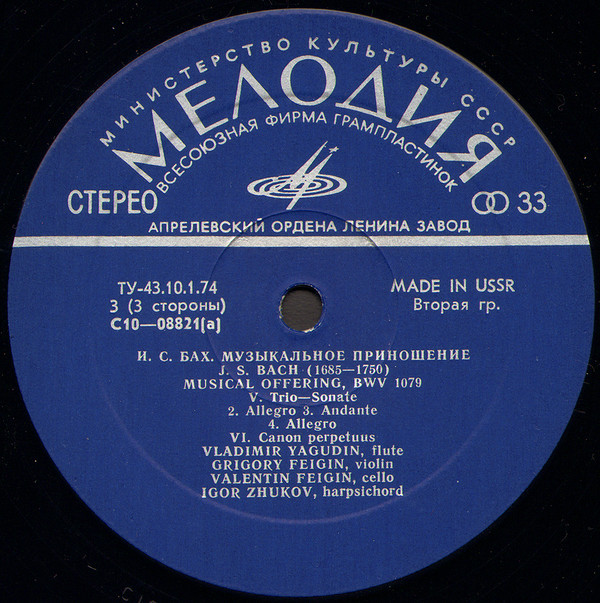 МИНИСТЕРСТВО КУЛЬТУРЫ СССР
МЕЛОДИЯ
ВСЕСОЮЗНАЯ ФИРМА ГРАМПЛАСТИНОК
СТЕРЕО
33
АПРЕЛЕВСКИЙ ОРДЕНА ЛЕНИНА ЗАВОД
ТУ-43.10.1.74
3 (3 стороны)
С10—08821(а)
MADE IN USSR
Вторая гр.
И. С. БАХ. МУЗЫКАЛЬНОЕ ПРИНОШЕНИЕ
J. S. BACH (1685—1750)
MUSICAL OFFERING, BWV 1079
V. Trio—Sonate
2. Allegro 3. Andante
4. Allegro
VI. Canon perpetuus
VLADIMIR YAGUDIN, flute
GRIGORY FEIGIN, violin
VALENTIN FEIGIN, cello
IGOR ZHUKOV, harpsichord